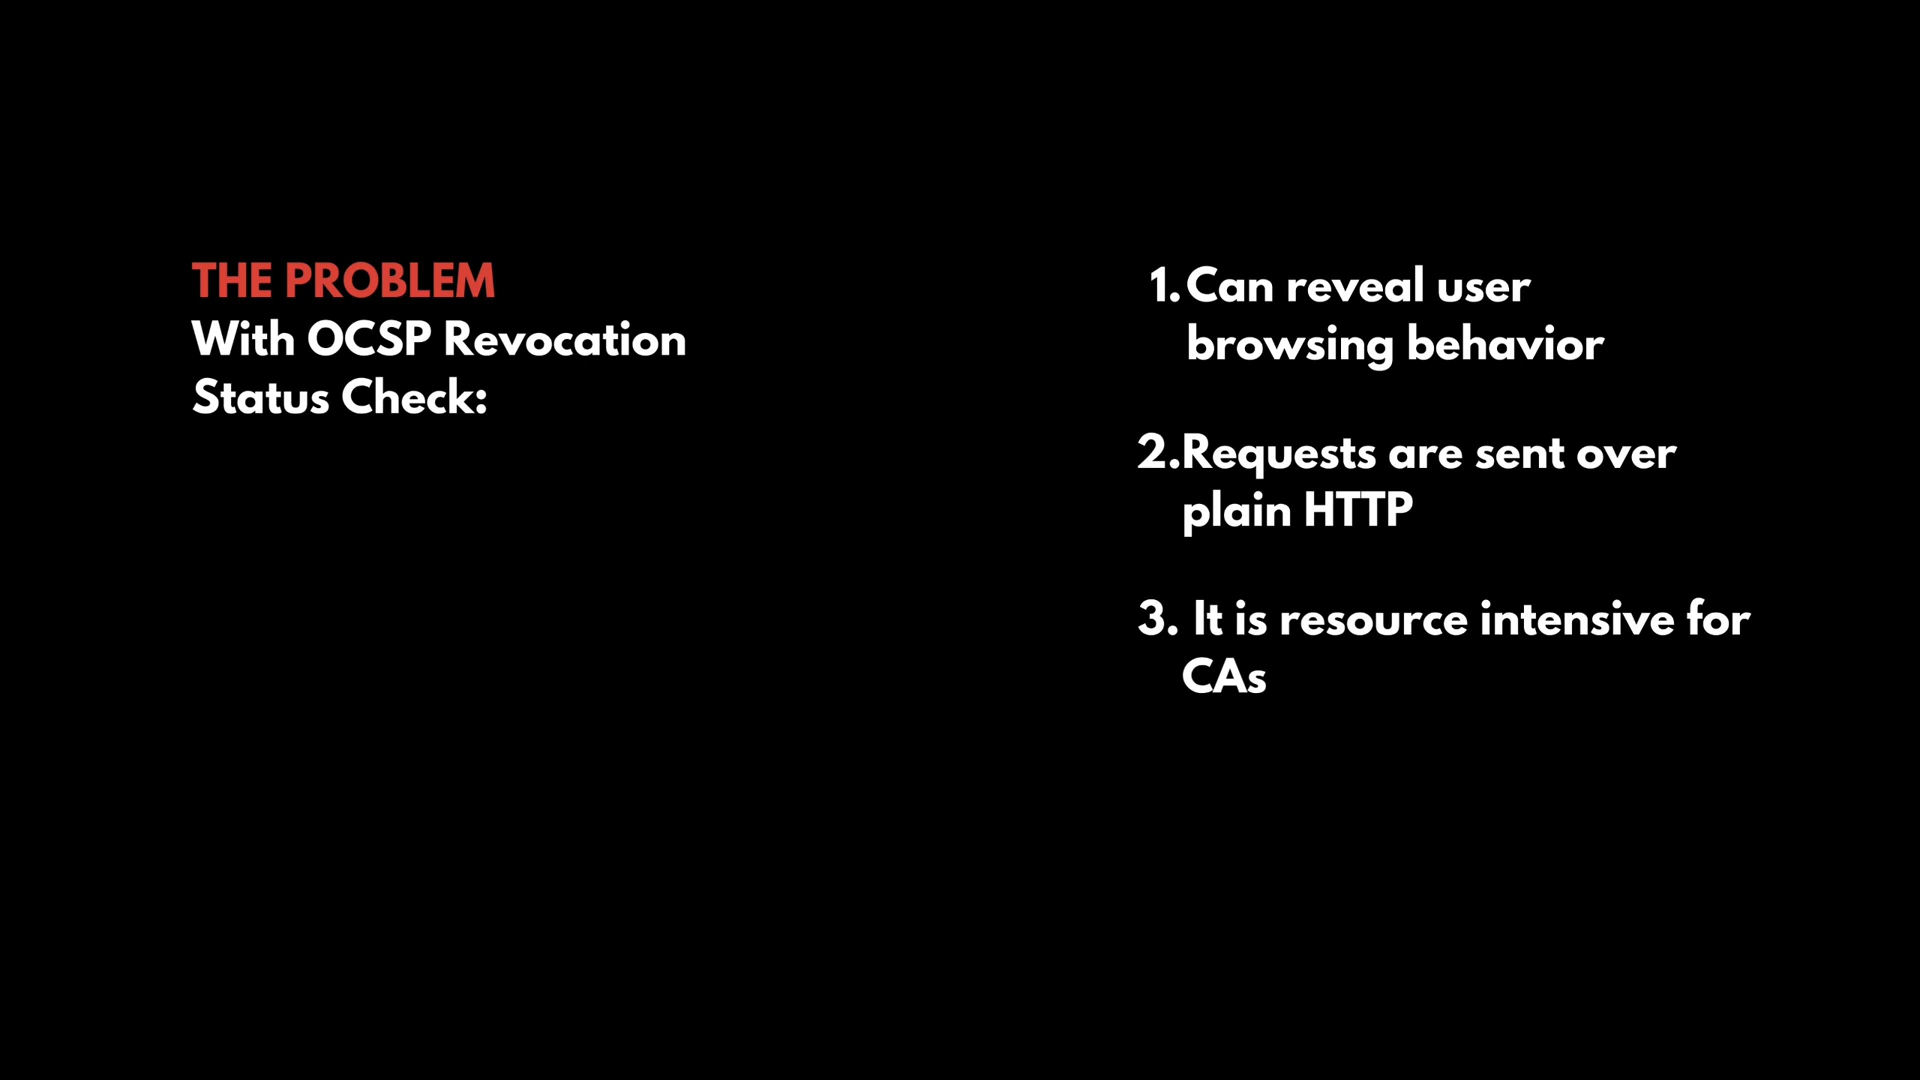 THE PROBLEM
With OCSP Revocation
Status Check:
1. Can reveal user
browsing behavior
2. Requests are sent over
plain HTTP
3. It is resource intensive for
CAs